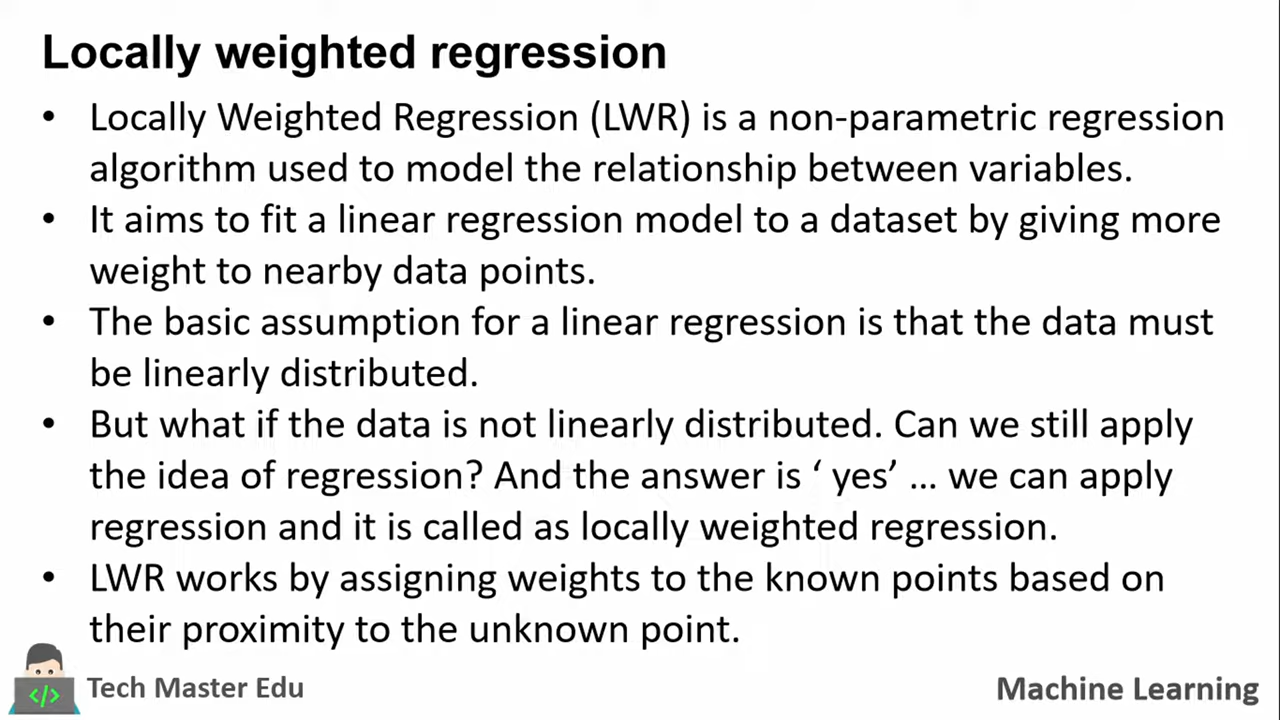 Locally weighted regression
• Locally Weighted Regression (LWR) is a non-parametric regression
algorithm used to model the relationship between variables.
• It aims to fit a linear regression model to a dataset by giving more
weight to nearby data points.
• The basic assumption for a linear regression is that the data must
be linearly distributed.
• But what if the data is not linearly distributed. Can we still apply
the idea of regression? And the answer is ‘ yes’ … we can apply
regression and it is called as locally weighted regression.
• LWR works by assigning weights to the known points based on
their proximity to the unknown point.
</>
Tech Master Edu
Machine Learning